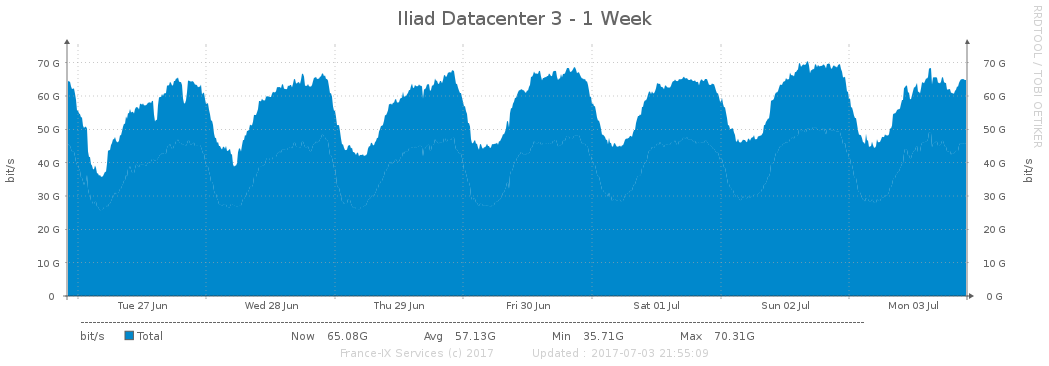 Iliad Datacenter 3 - 1 Week
RRDTOOL / TOBI OETIKER
70 G 70 G
60 G 60 G
50 G 50 G
40 G 40 G
30 G 30 G
20 G 20 G
10 G 10 G
0 0 G
bit/s bit/s
Tue 27 Jun Wed 28 Jun Thu 29 Jun Fri 30 Jun Sat 01 Jul Sun 02 Jul Mon 03 Jul
bit/s Total Now 65.08G Avg 57.13G Min 35.71G Max 70.31G
France-IX Services (c) 2017 Updated : 2017-07-03 21:55:09